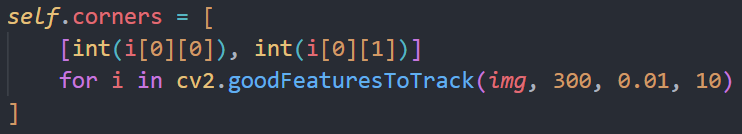 self.corners = [
[int(i[0][0]), int(i[0][1])]
for i in cv2.goodFeaturesToTrack(img, 300, 0.01, 10)
]